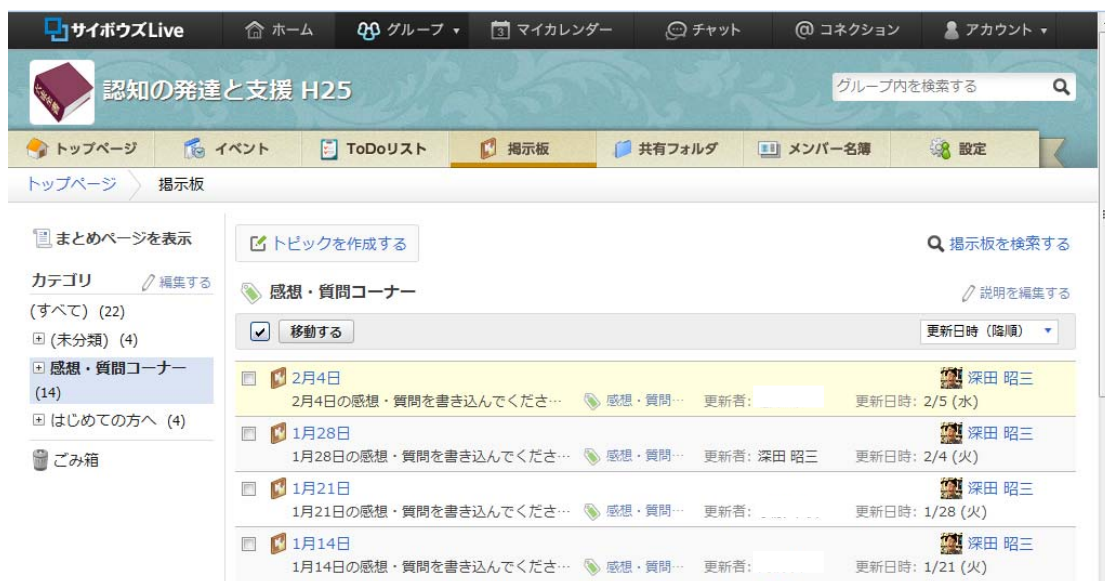 サイボウズLive ホーム グループ ▼ 3 マイカレンダー チャット @ コネクション アカウント ▼
認知の発達と支援 H25 グループ内を検索する
トップページ イベント ToDoリスト 掲示板 共有フォルダ メンバー名簿 設定
トップページ 掲示板
まとめページを表示
カテゴリ 編集する
(すべて) (22)
(未分類) (4)
感想・質問コーナー
(14)
はじめての方へ (4)
ごみ箱
トピックを作成する 掲示板を検索する
感想・質問コーナー 説明を編集する
移動する 更新日時(降順) ▼
2月4日 深田 昭三
2月4日の感想・質問を書き込んでくださ… 感想・質問… 更新者: 更新日時: 2/5 (水)
1月28日 深田 昭三
1月28日の感想・質問を書き込んでくださ… 感想・質問… 更新者: 深田 昭三 更新日時: 2/4 (火)
1月21日 深田 昭三
1月21日の感想・質問を書き込んでくださ… 感想・質問… 更新者: 更新日時: 1/28 (火)
1月14日 深田 昭三
1月14日の感想・質問を書き込んでくださ… 感想・質問… 更新者: 更新日時: 1/21 (火)